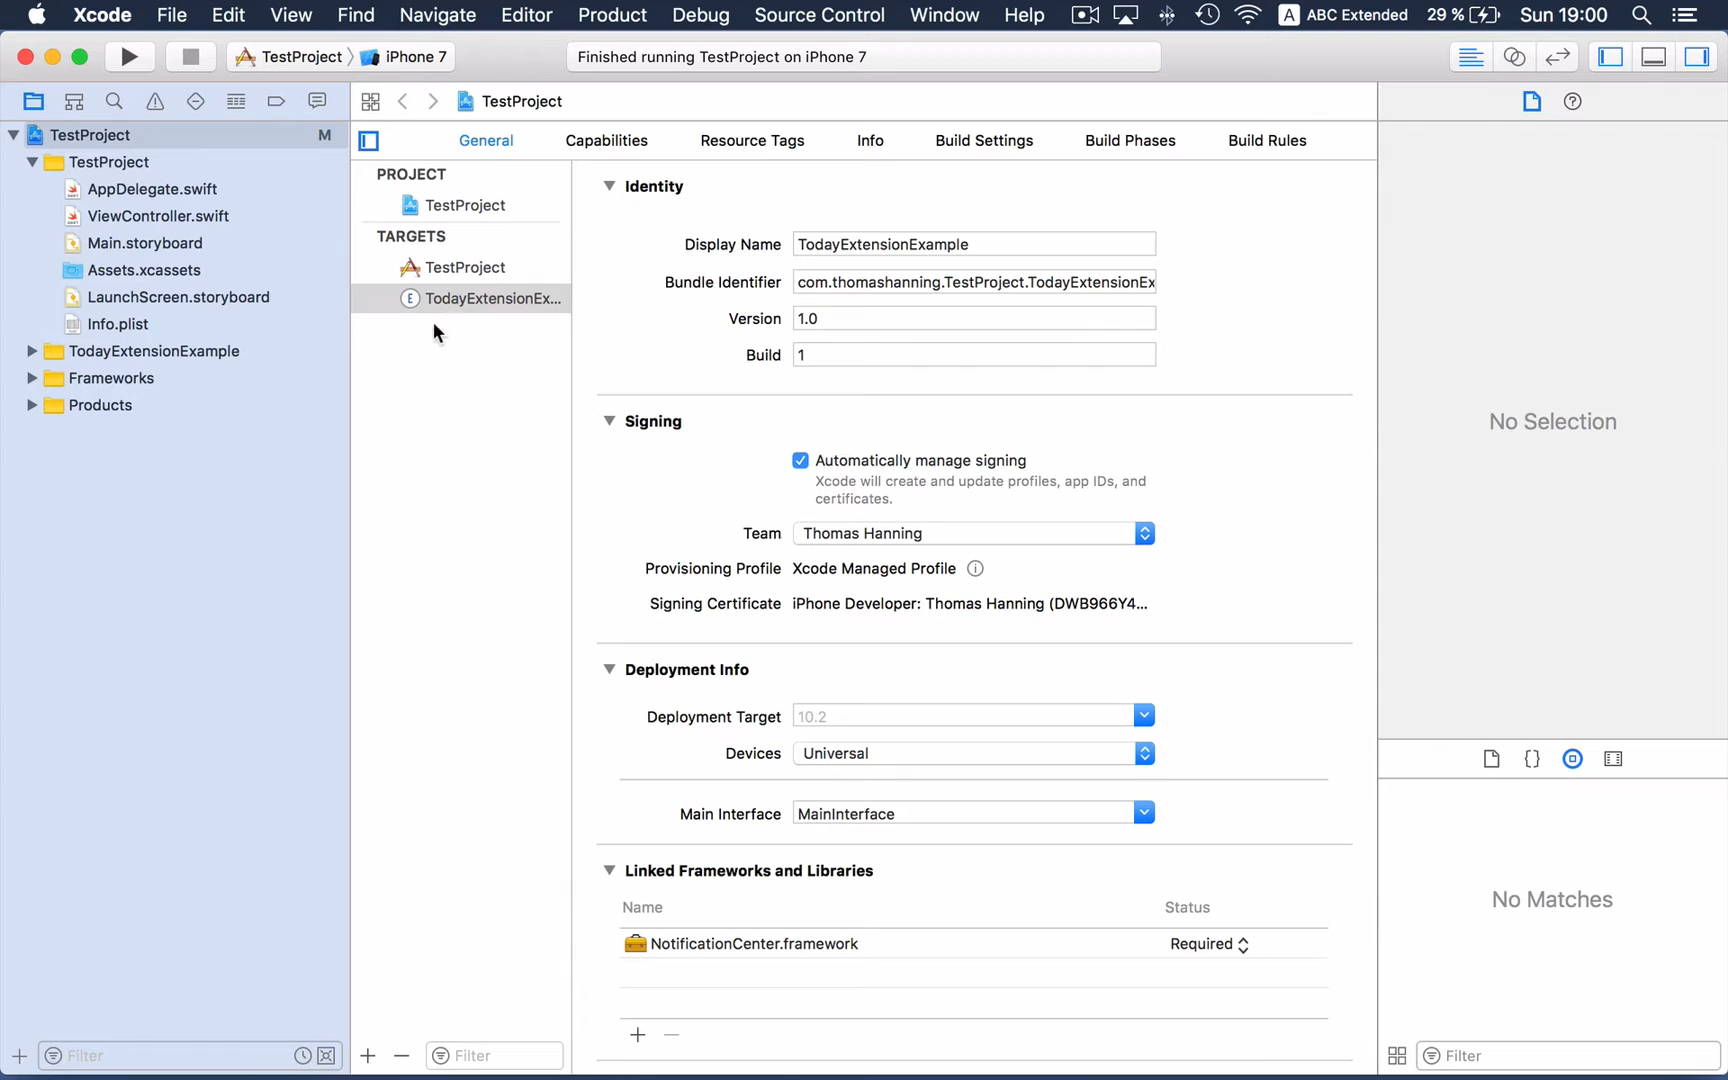 Xcode File Edit View Find Navigate Editor Product Debug Source Control Window Help A ABC Extended 29 % Sun 19:00
TestProject iPhone 7
Finished running TestProject on iPhone 7
TestProject
General Capabilities Resource Tags Info Build Settings Build Phases Build Rules
TestProject M
TestProject
AppDelegate.swift
ViewController.swift
Main.storyboard
Assets.xcassets
LaunchScreen.storyboard
Info.plist
TodayExtensionExample
Frameworks
Products
Filter
PROJECT
TestProject
TARGETS
TestProject
E TodayExtensionEx...
Filter
Identity
Display Name TodayExtensionExample
Bundle Identifier com.thomashanning.TestProject.TodayExtensionEx
Version 1.0
Build 1
Signing
Automatically manage signing
Xcode will create and update profiles, app IDs, and
certificates.
Team Thomas Hanning
Provisioning Profile Xcode Managed Profile
Signing Certificate iPhone Developer: Thomas Hanning (DWB966Y4...
Deployment Info
Deployment Target 10.2
Devices Universal
Main Interface MainInterface
Linked Frameworks and Libraries
Name Status
NotificationCenter.framework Required
No Selection
No Matches
Filter